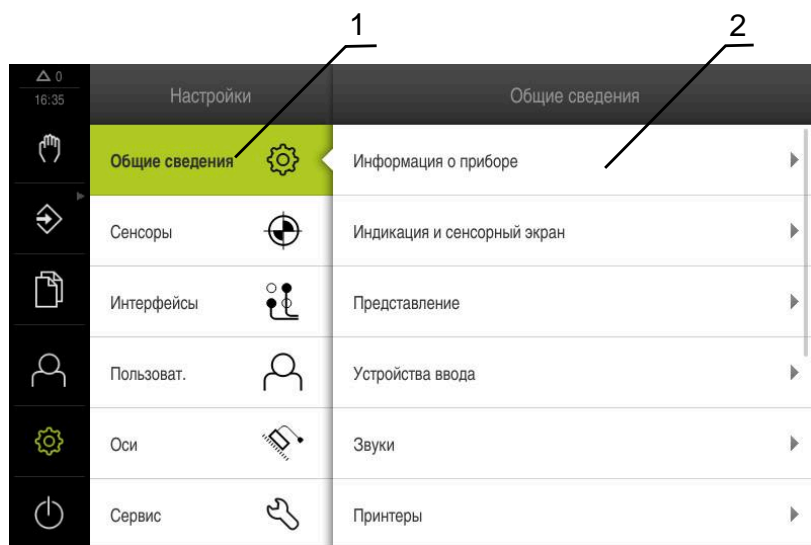 1
2
0
16:35
Настройки
Общие сведения
Общие сведения
Информация о приборе
Сенсоры
Индикация и сенсорный экран
Интерфейсы
Представление
Пользоват.
Устройства ввода
Оси
Звуки
Сервис
Принтеры